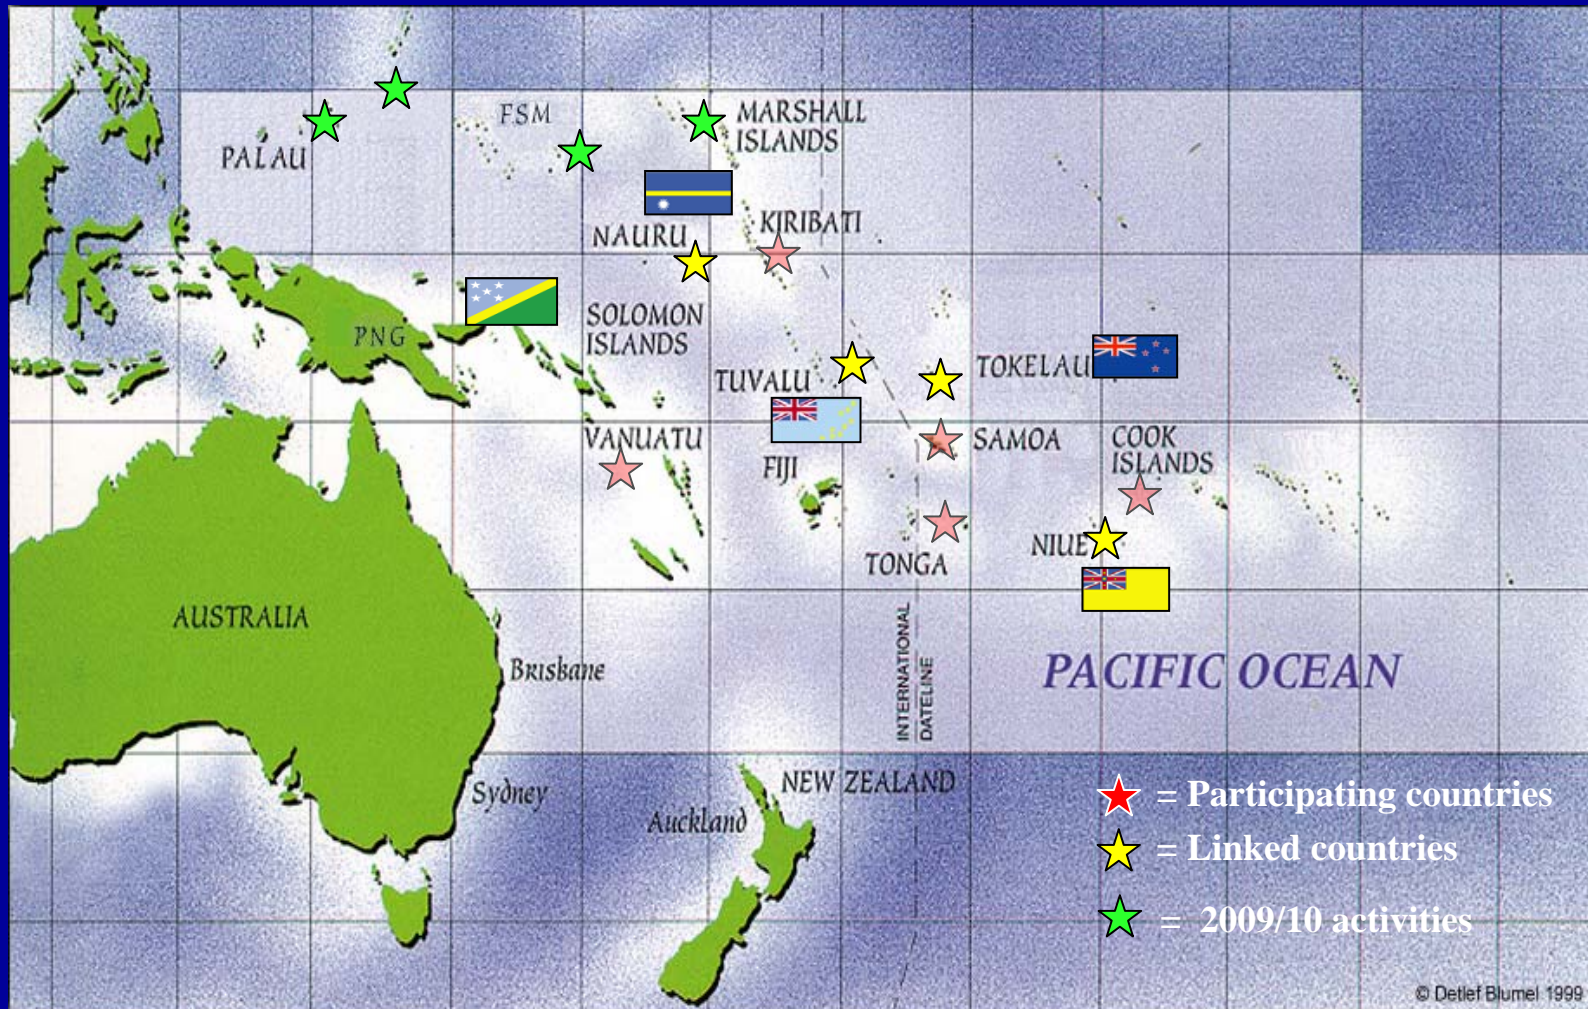 FSM
MARSHALL
ISLANDS
PALAU
KIRIBATI
NAURU
SOLOMON
ISLANDS
PNG
TOKELAU
TUVALU
VANUATU
SAMOA
COOK
ISLANDS
FIJI
NIUE
TONGA
AUSTRALIA
INTERNATIONAL
DATELINE
Brisbane
PACIFIC OCEAN
NEW ZEALAND
Sydney
Auckland
= Participating countries
= Linked countries
= 2009/10 activities
© Detlef Blumel 1999